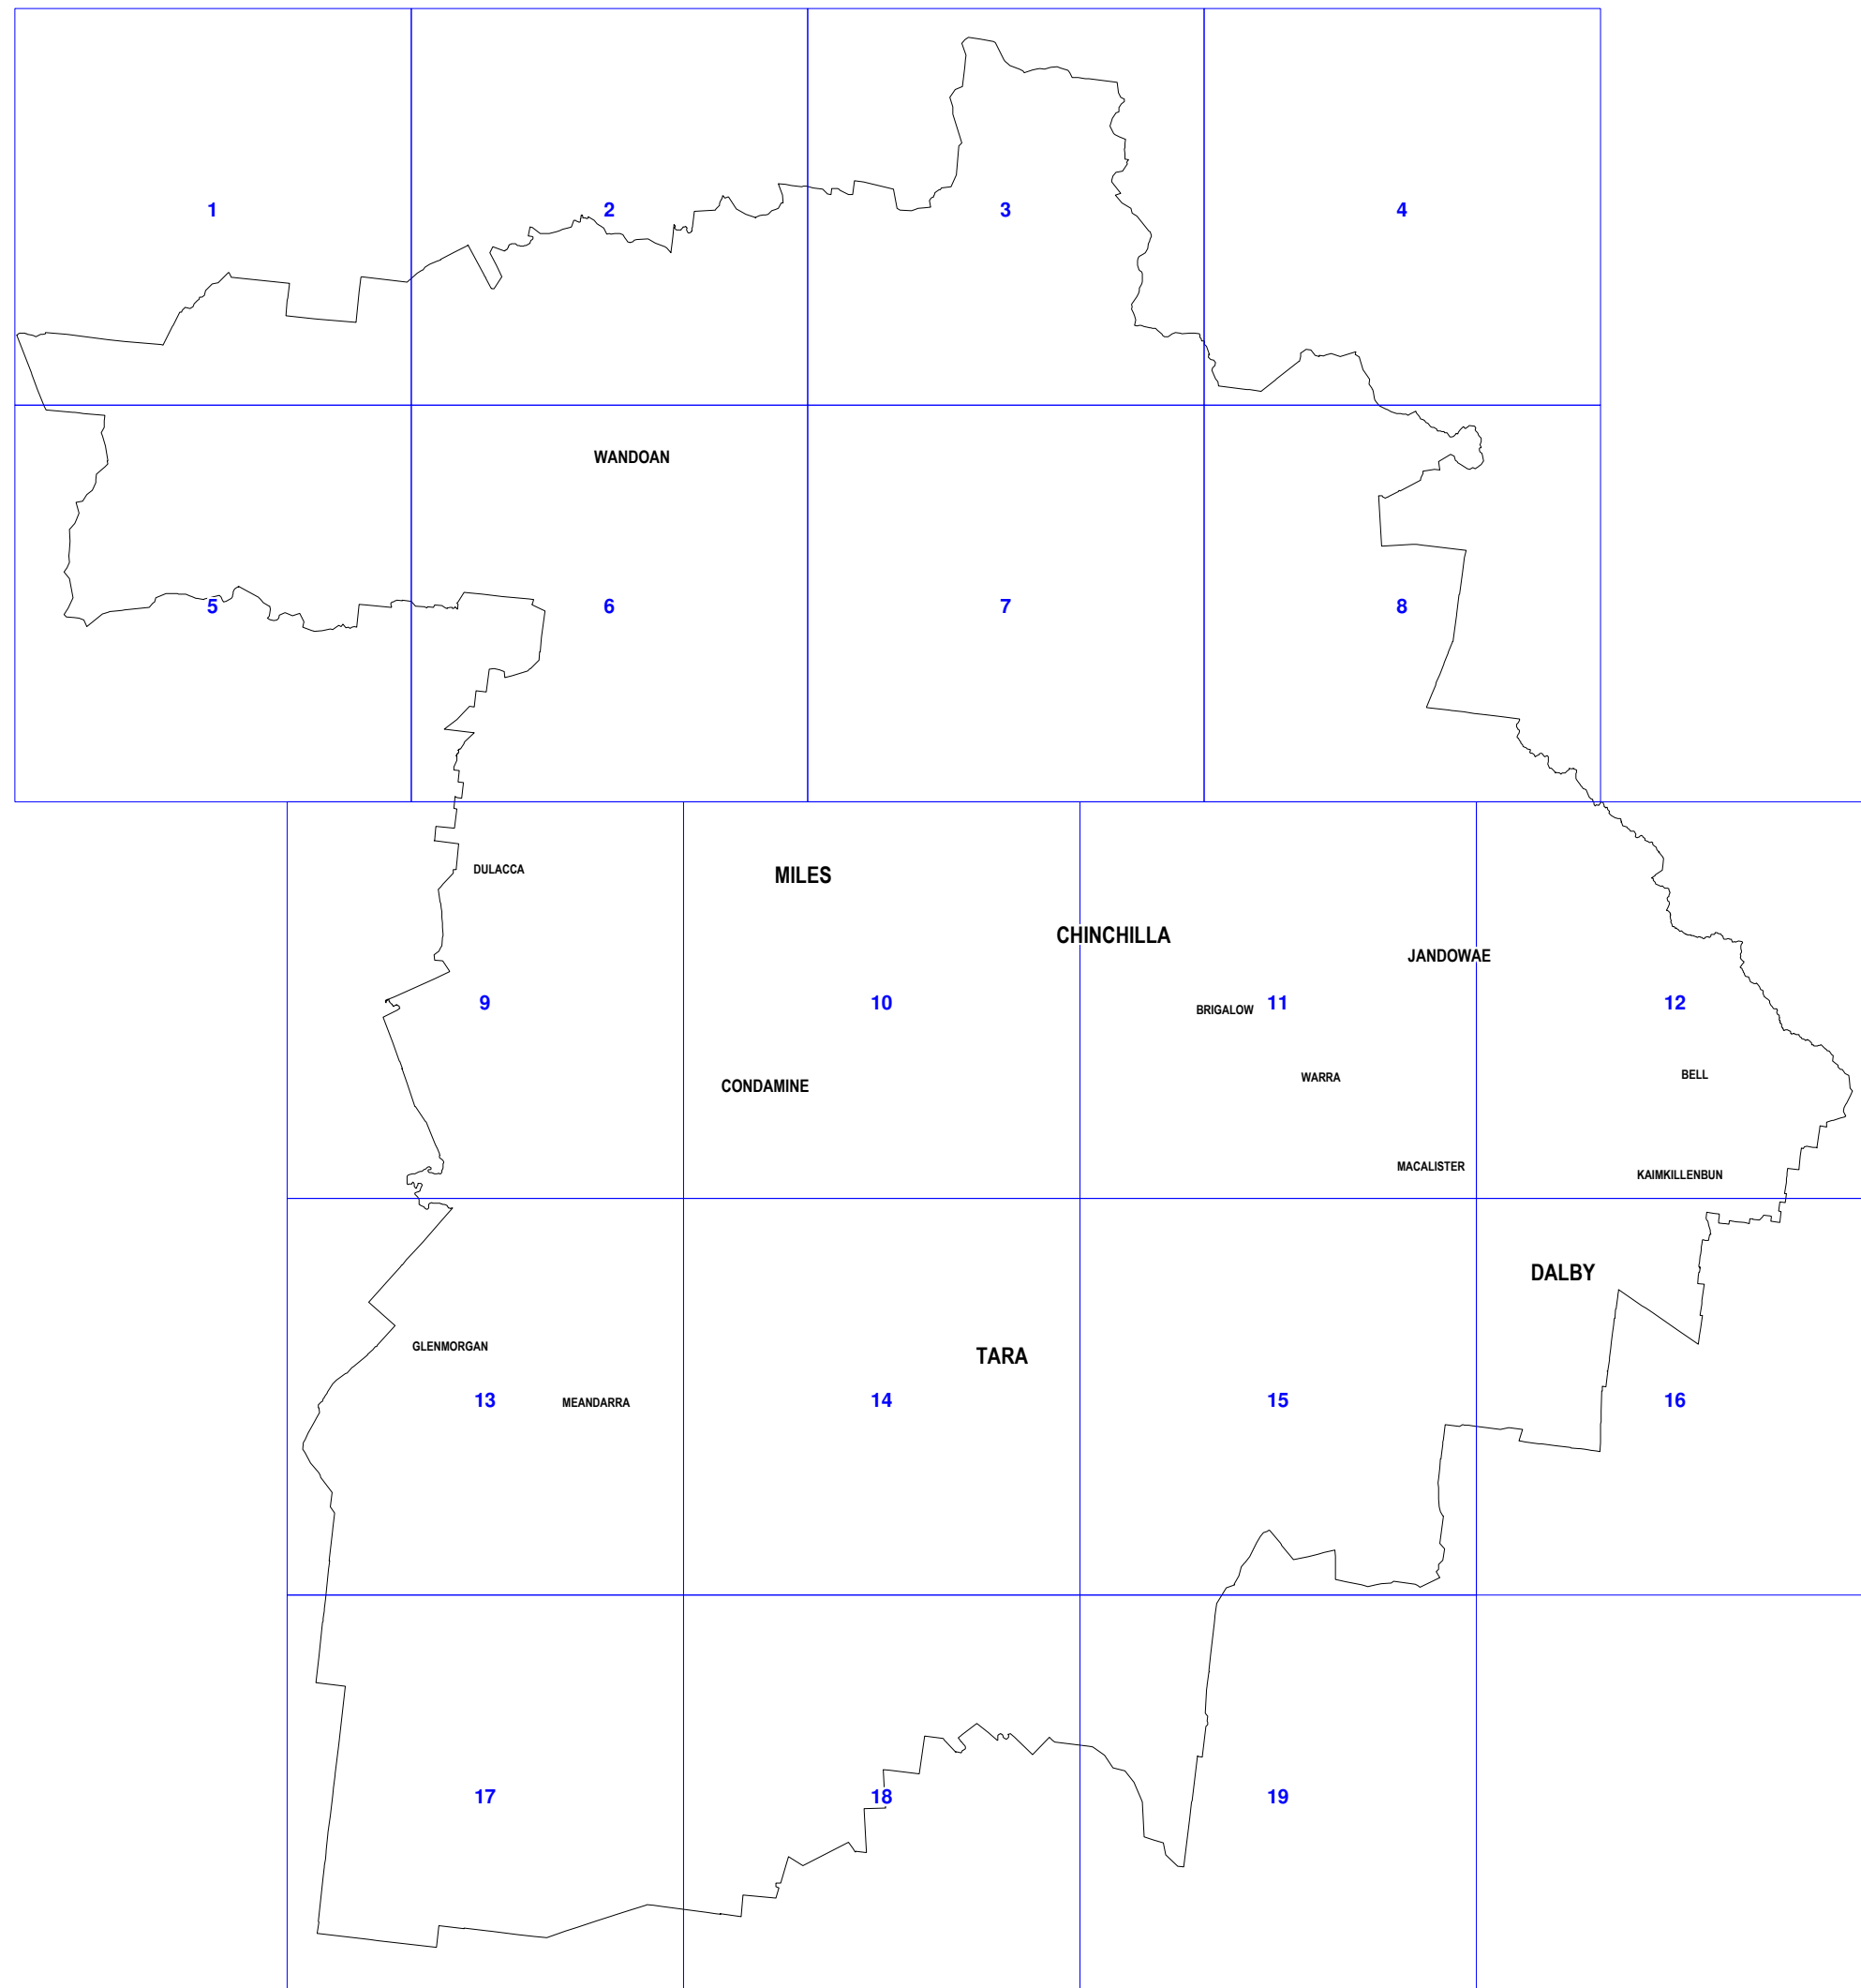 1
2
3
4
WANDOAN
5
6
7
8
DULACCA
MILES
CHINCHILLA
JANDOWAE
9
10
BRIGALOW
11
12
CONDAMINE
WARRA
BELL
MACALISTER
KAIMKILLENBUN
DALBY
GLENMORGAN
TARA
13
MEANDARRA
14
15
16
17
18
19